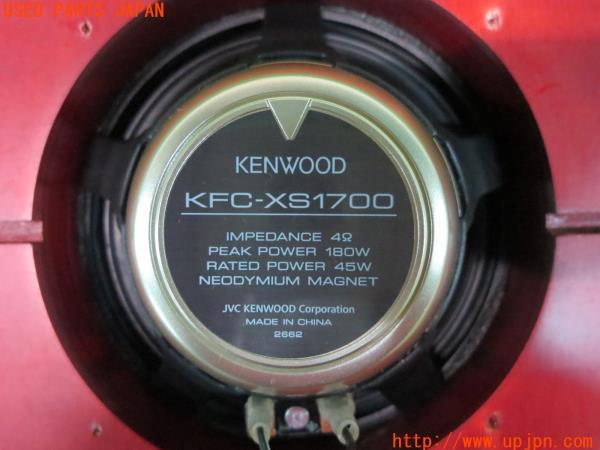 USED PARTS JAPAN
KENWOOD
KFC-XS1700
IMPEDANCE 4Ω
PEAK POWER 180W
RATED POWER 45W
NEODYMIUM MAGNET
JVC KENWOOD Corporation
MADE IN CHINA
2662
http://www.upjpn.com/